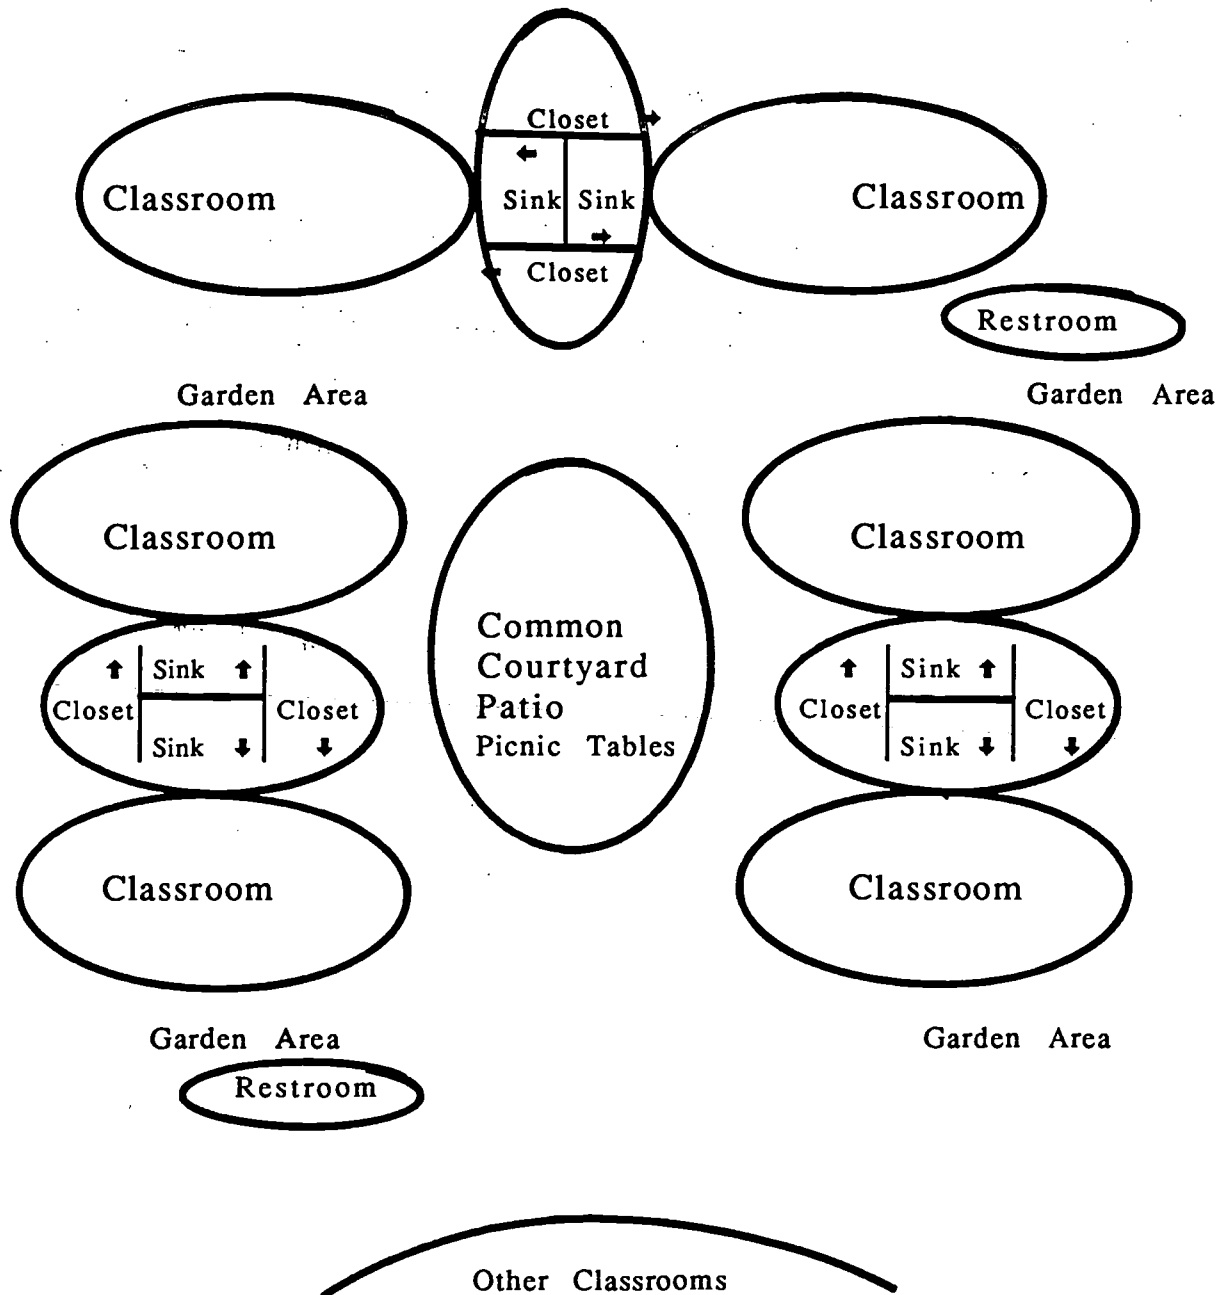 Closet
Classroom
Sink Sink
Classroom
Closet
Restroom
Garden Area
Garden Area
Classroom
Classroom
Common
Courtyard
Patio
Picnic Tables
Sink
Closet
Closet
Sink
Sink
Closet
Closet
Sink
Classroom
Classroom
Garden Area
Garden Area
Restroom
Other Classrooms